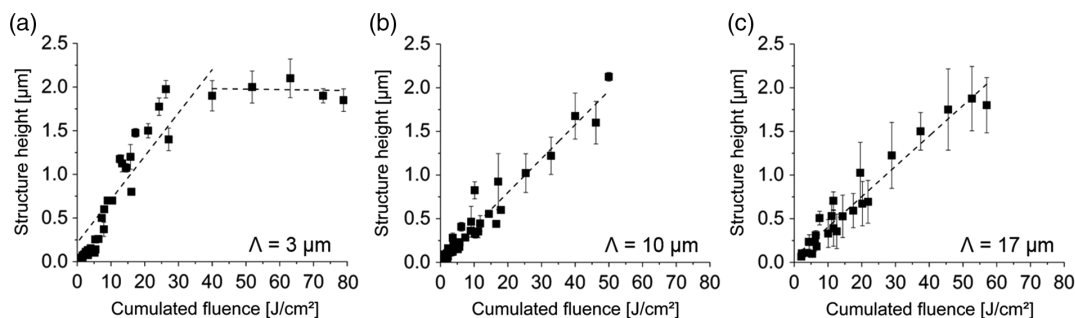 (a)
2.5
2.0
1.5
1.0
0.5
0.0
Structure height [µm]
Λ = 3 µm
0 10 20 30 40 50 60 70 80
Cumulated fluence [J/cm²]
(b)
2.5
2.0
1.5
1.0
0.5
0.0
Structure height [µm]
Λ = 10 µm
0 10 20 30 40 50 60 70 80
Cumulated fluence [J/cm²]
(c)
2.5
2.0
1.5
1.0
0.5
0.0
Structure height [µm]
Λ = 17 µm
0 10 20 30 40 50 60 70 80
Cumulated fluence [J/cm²]